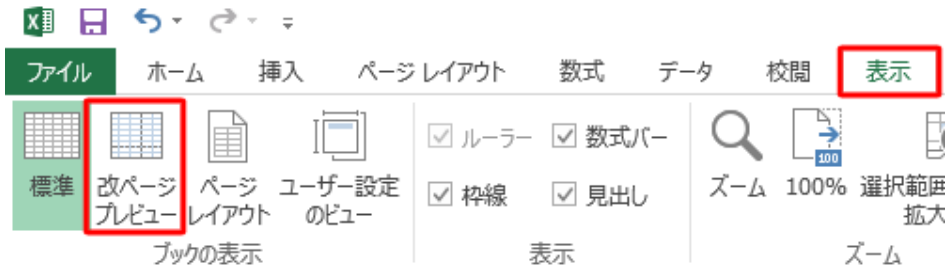 ファイル ホーム 挿入 ページ レイアウト 数式 データ 校閲 表示
標準 改ページ プレビュー ページ レイアウト ユーザー設定 のビュー
ルーラー 数式バー
枠線 見出し
ズーム 100 100% 選択範囲 拡大
ブックの表示 表示 ズーム